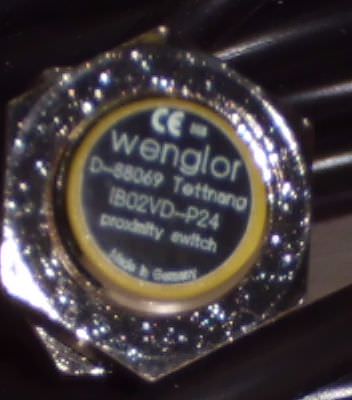 CE
wenglor
D-88069 Tettnang
IB02VD-P24
proximity switch
Made in Germany